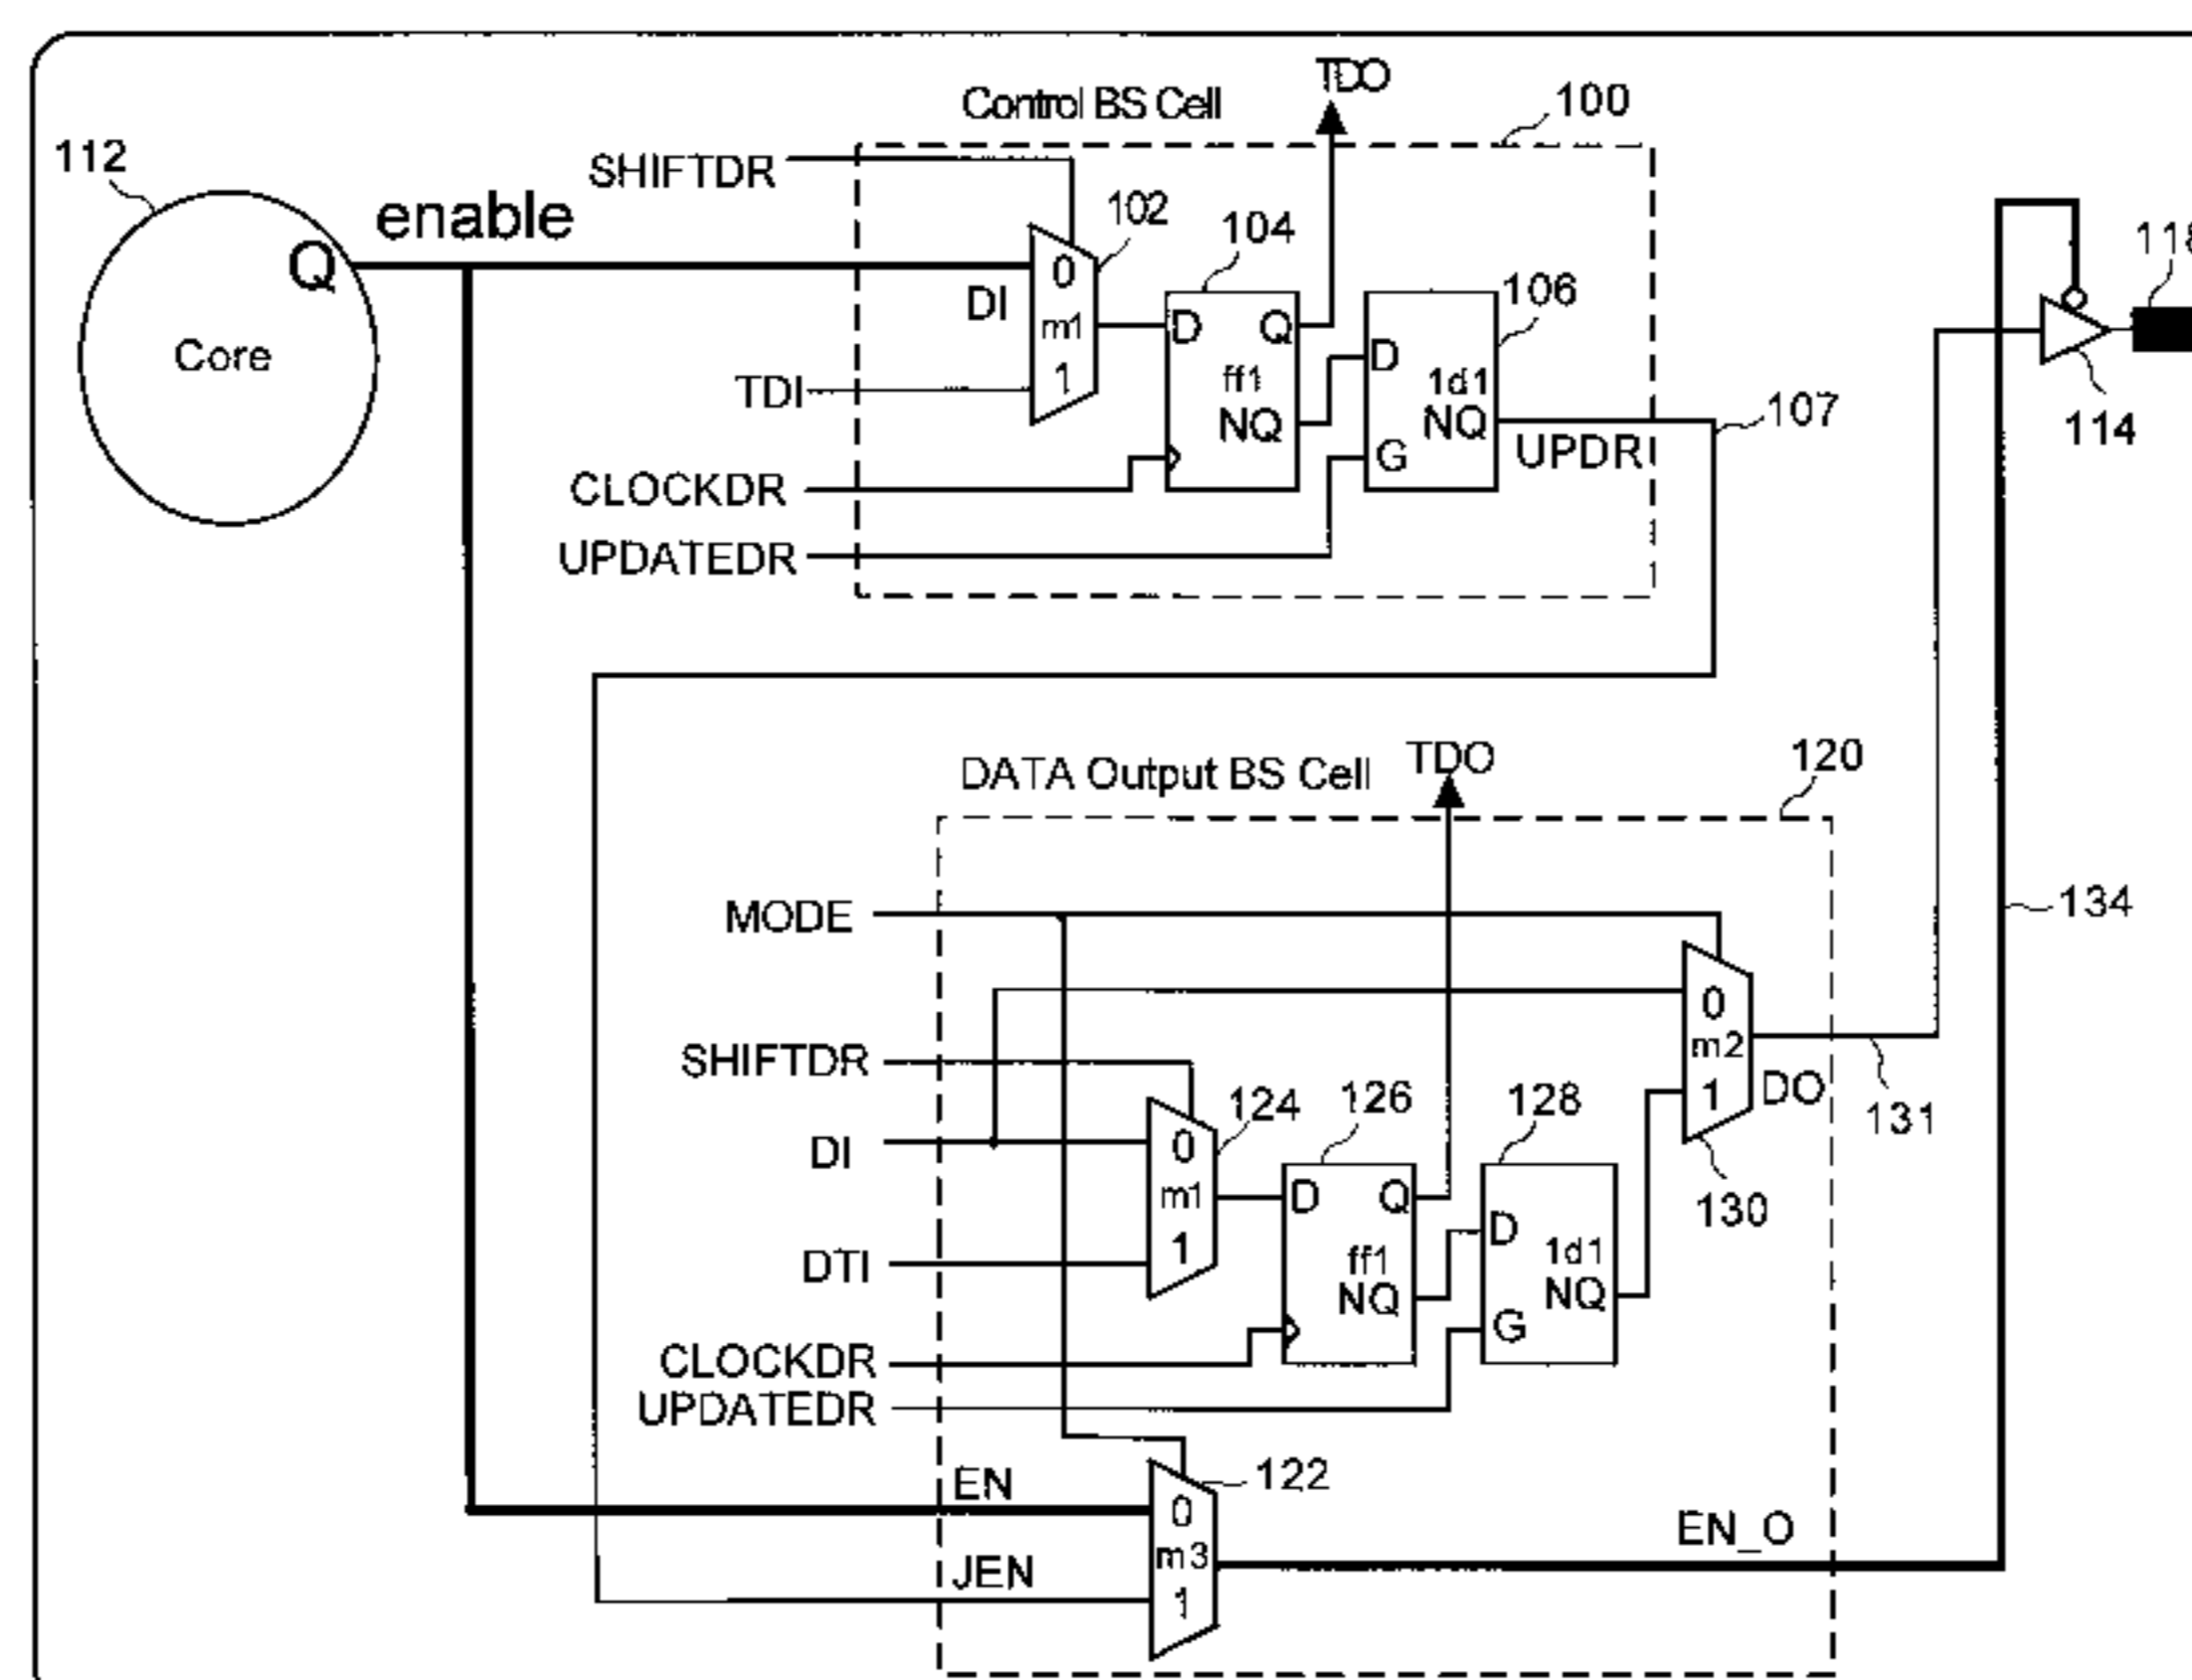 TDO
Control BS Cell
100
112
SHIFTDR
enable
102
104
118
Q
0
DI
106
Core
m1
D
Q
D
TDI
1
ff1
1d1
NQ
NQ
107
114
UPDR
G
CLOCKDR
UPDATEDR
TDO
120
DATA Output BS Cell
MODE
134
0
m2
SHIFTDR
1
DO
124
126
128
131
DI
0
m1
D
Q
D
130
DTI
1
ff1
1d1
NQ
NQ
G
CLOCKDR
UPDATEDR
EN
122
0
EN_O
m3
JEN
1